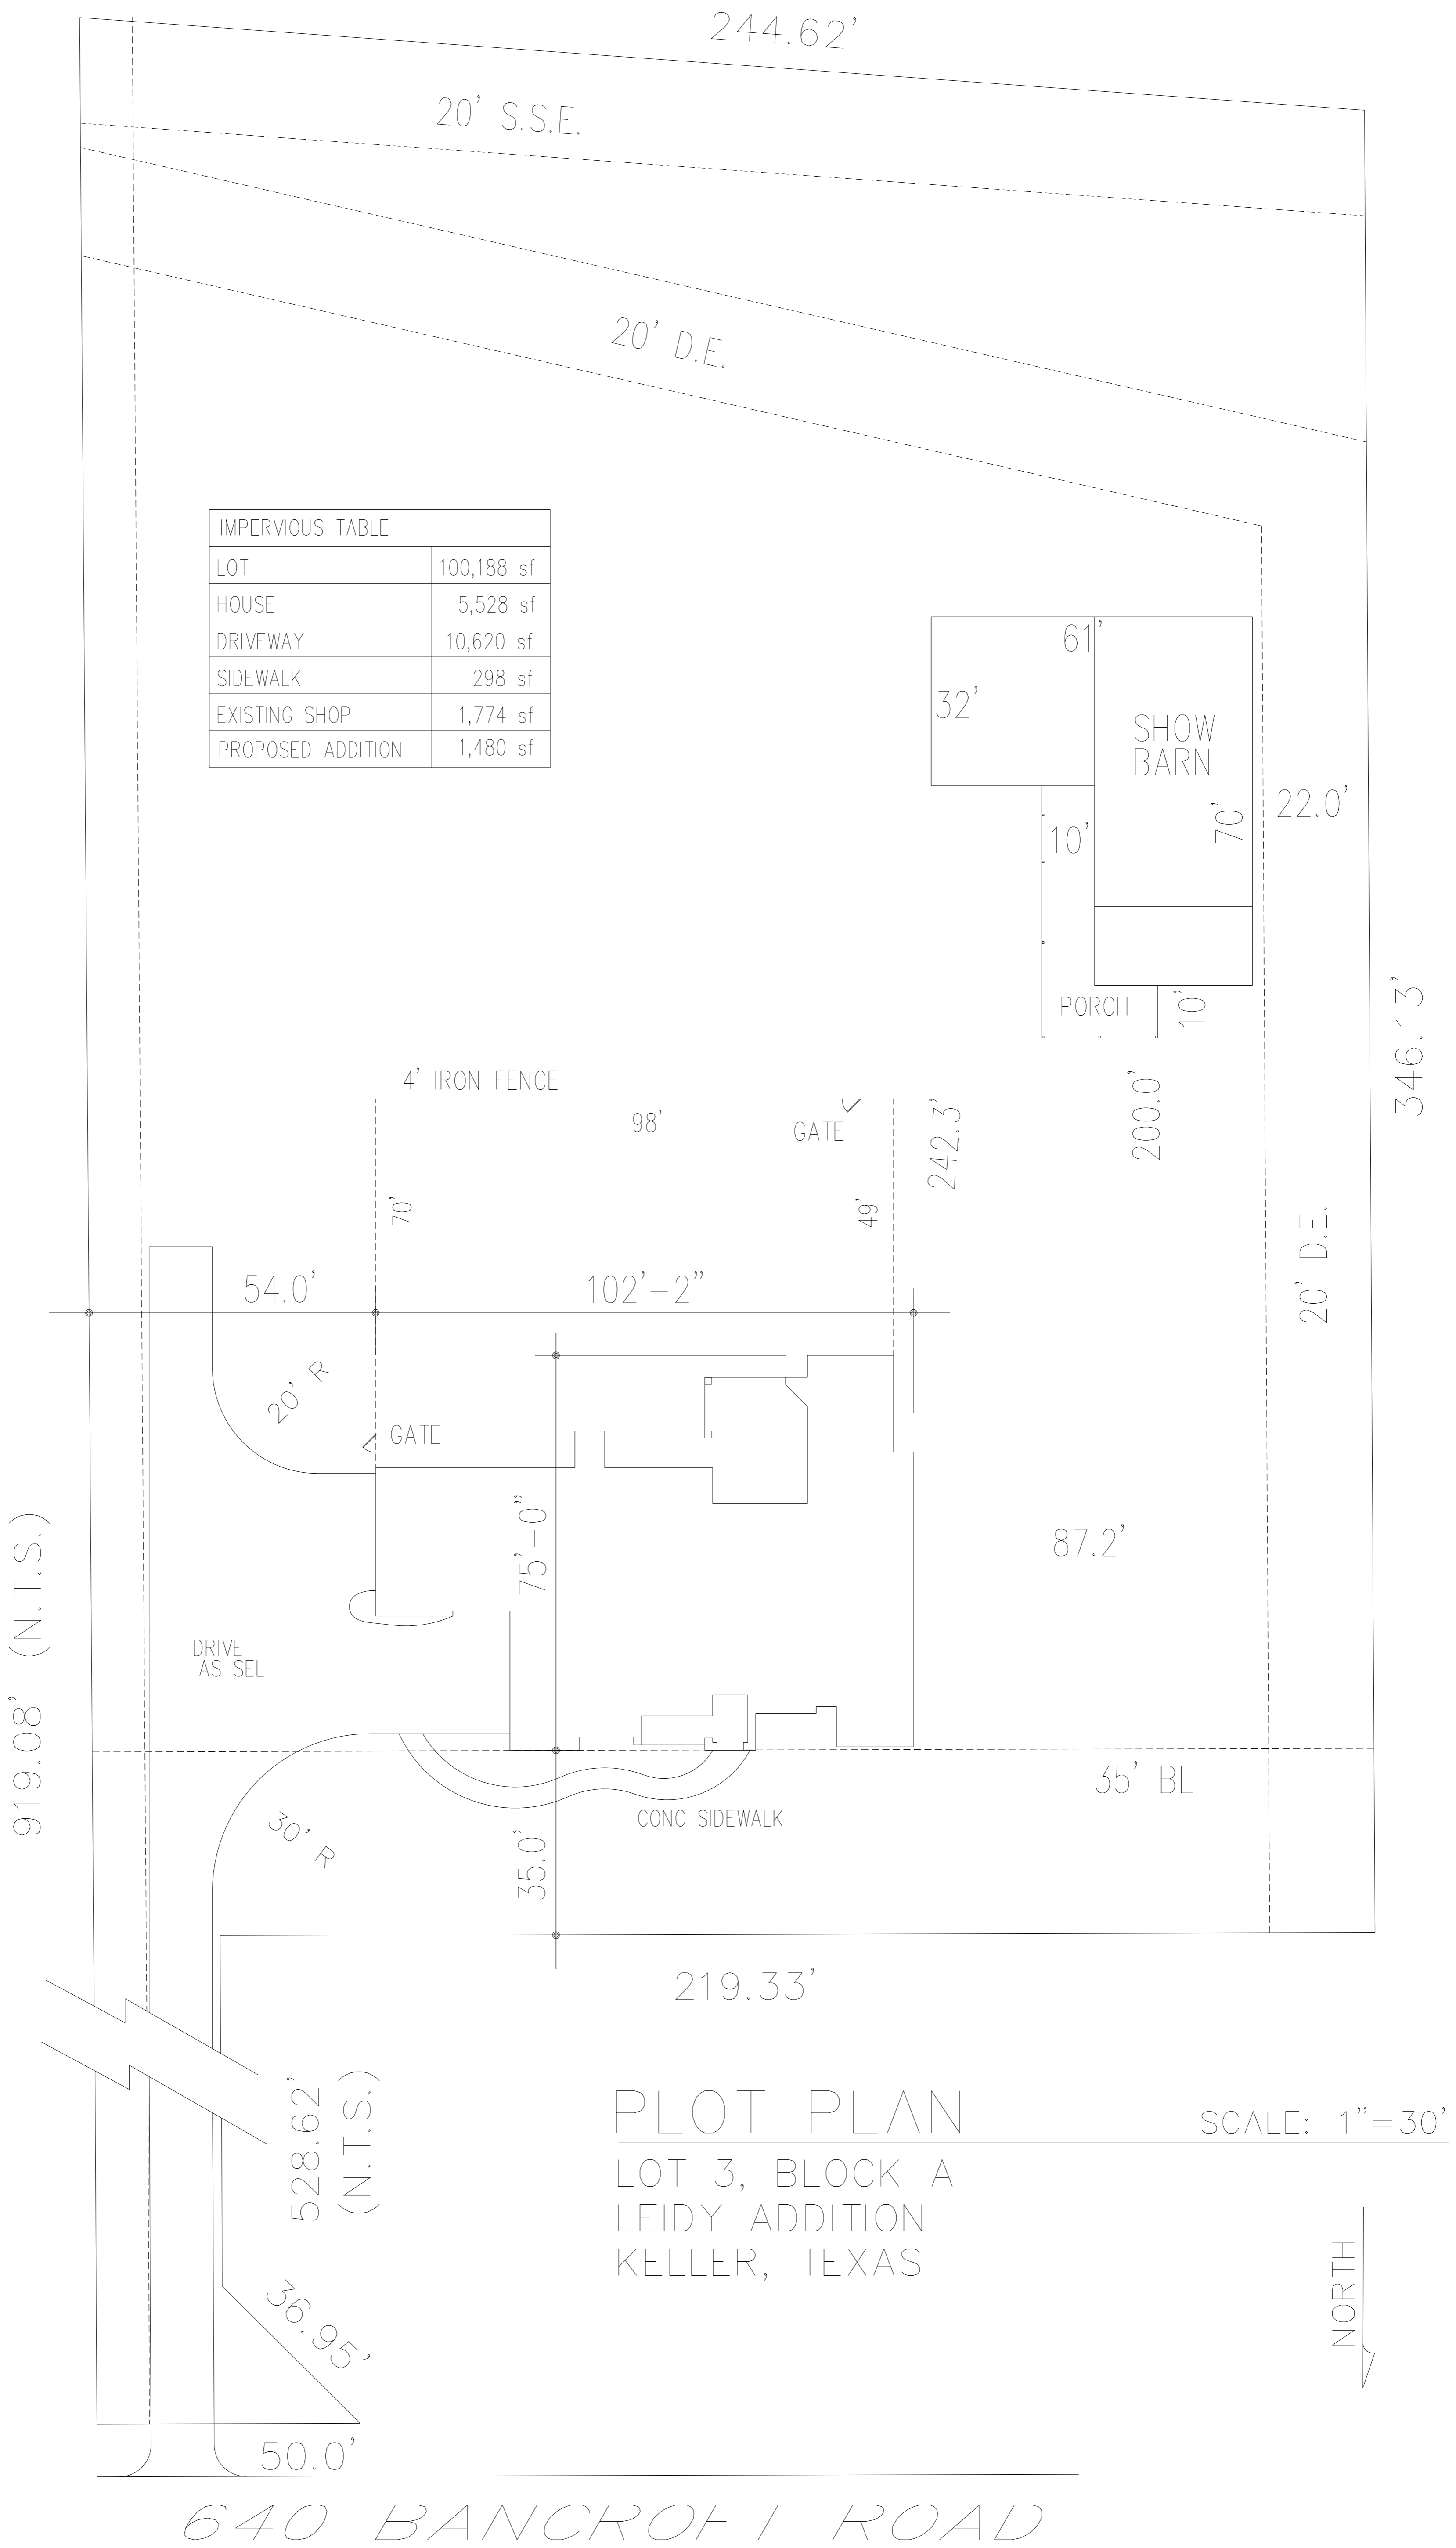 244.62'
20' S.S.E.
20' D.E.
IMPERVIOUS TABLE
LOT 100,188 sf
HOUSE 5,528 sf
DRIVEWAY 10,620 sf
SIDEWALK 298 sf
EXISTING SHOP 1,774 sf
PROPOSED ADDITION 1,480 sf
61'
32'
SHOW
BARN
70'
22.0'
10'
PORCH
10'
346.13'
4' IRON FENCE
98'
GATE
242.3'
200.0'
70'
49'
54.0'
102'-2"
20' D.E.
20' R
GATE
75'-0"
87.2'
919.08' (N.T.S.)
DRIVE
AS SEL
35' BL
CONC SIDEWALK
30' R
35.0'
219.33'
528.62'
(N.T.S.)
PLOT PLAN
SCALE: 1"=30'
LOT 3, BLOCK A
LEIDY ADDITION
KELLER, TEXAS
NORTH
36.95'
50.0'
640 BANCROFT ROAD